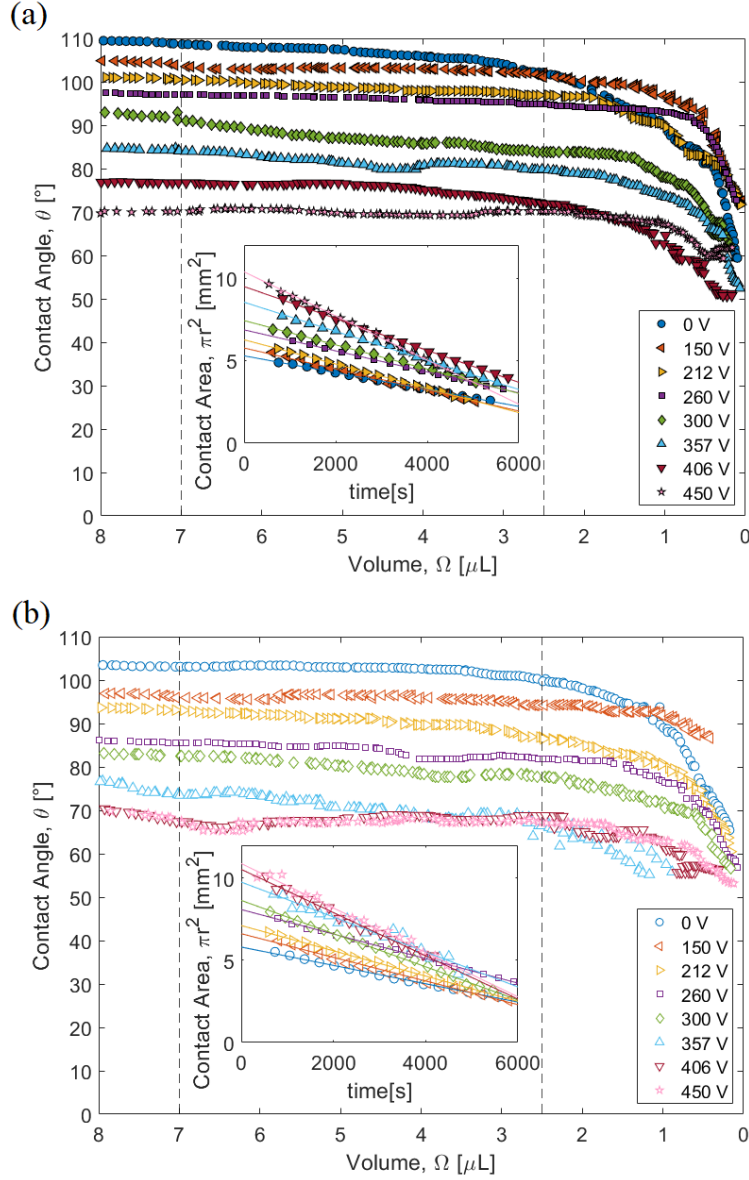 (a)
110
100
90
80
70
60
50
40
30
20
10
0
Contact Angle, θ [°]
10
5
0
Contact Area, πr² [mm²]
0 2000 4000 6000
time[s]
0 V
150 V
212 V
260 V
300 V
357 V
406 V
450 V
8 7 6 5 4 3 2 1 0
Volume, Ω [μL]
(b)
110
100
90
80
70
60
50
40
30
20
10
0
Contact Angle, θ [°]
10
5
0
Contact Area, πr² [mm²]
0 2000 4000 6000
time[s]
0 V
150 V
212 V
260 V
300 V
357 V
406 V
450 V
8 7 6 5 4 3 2 1 0
Volume, Ω [μL]